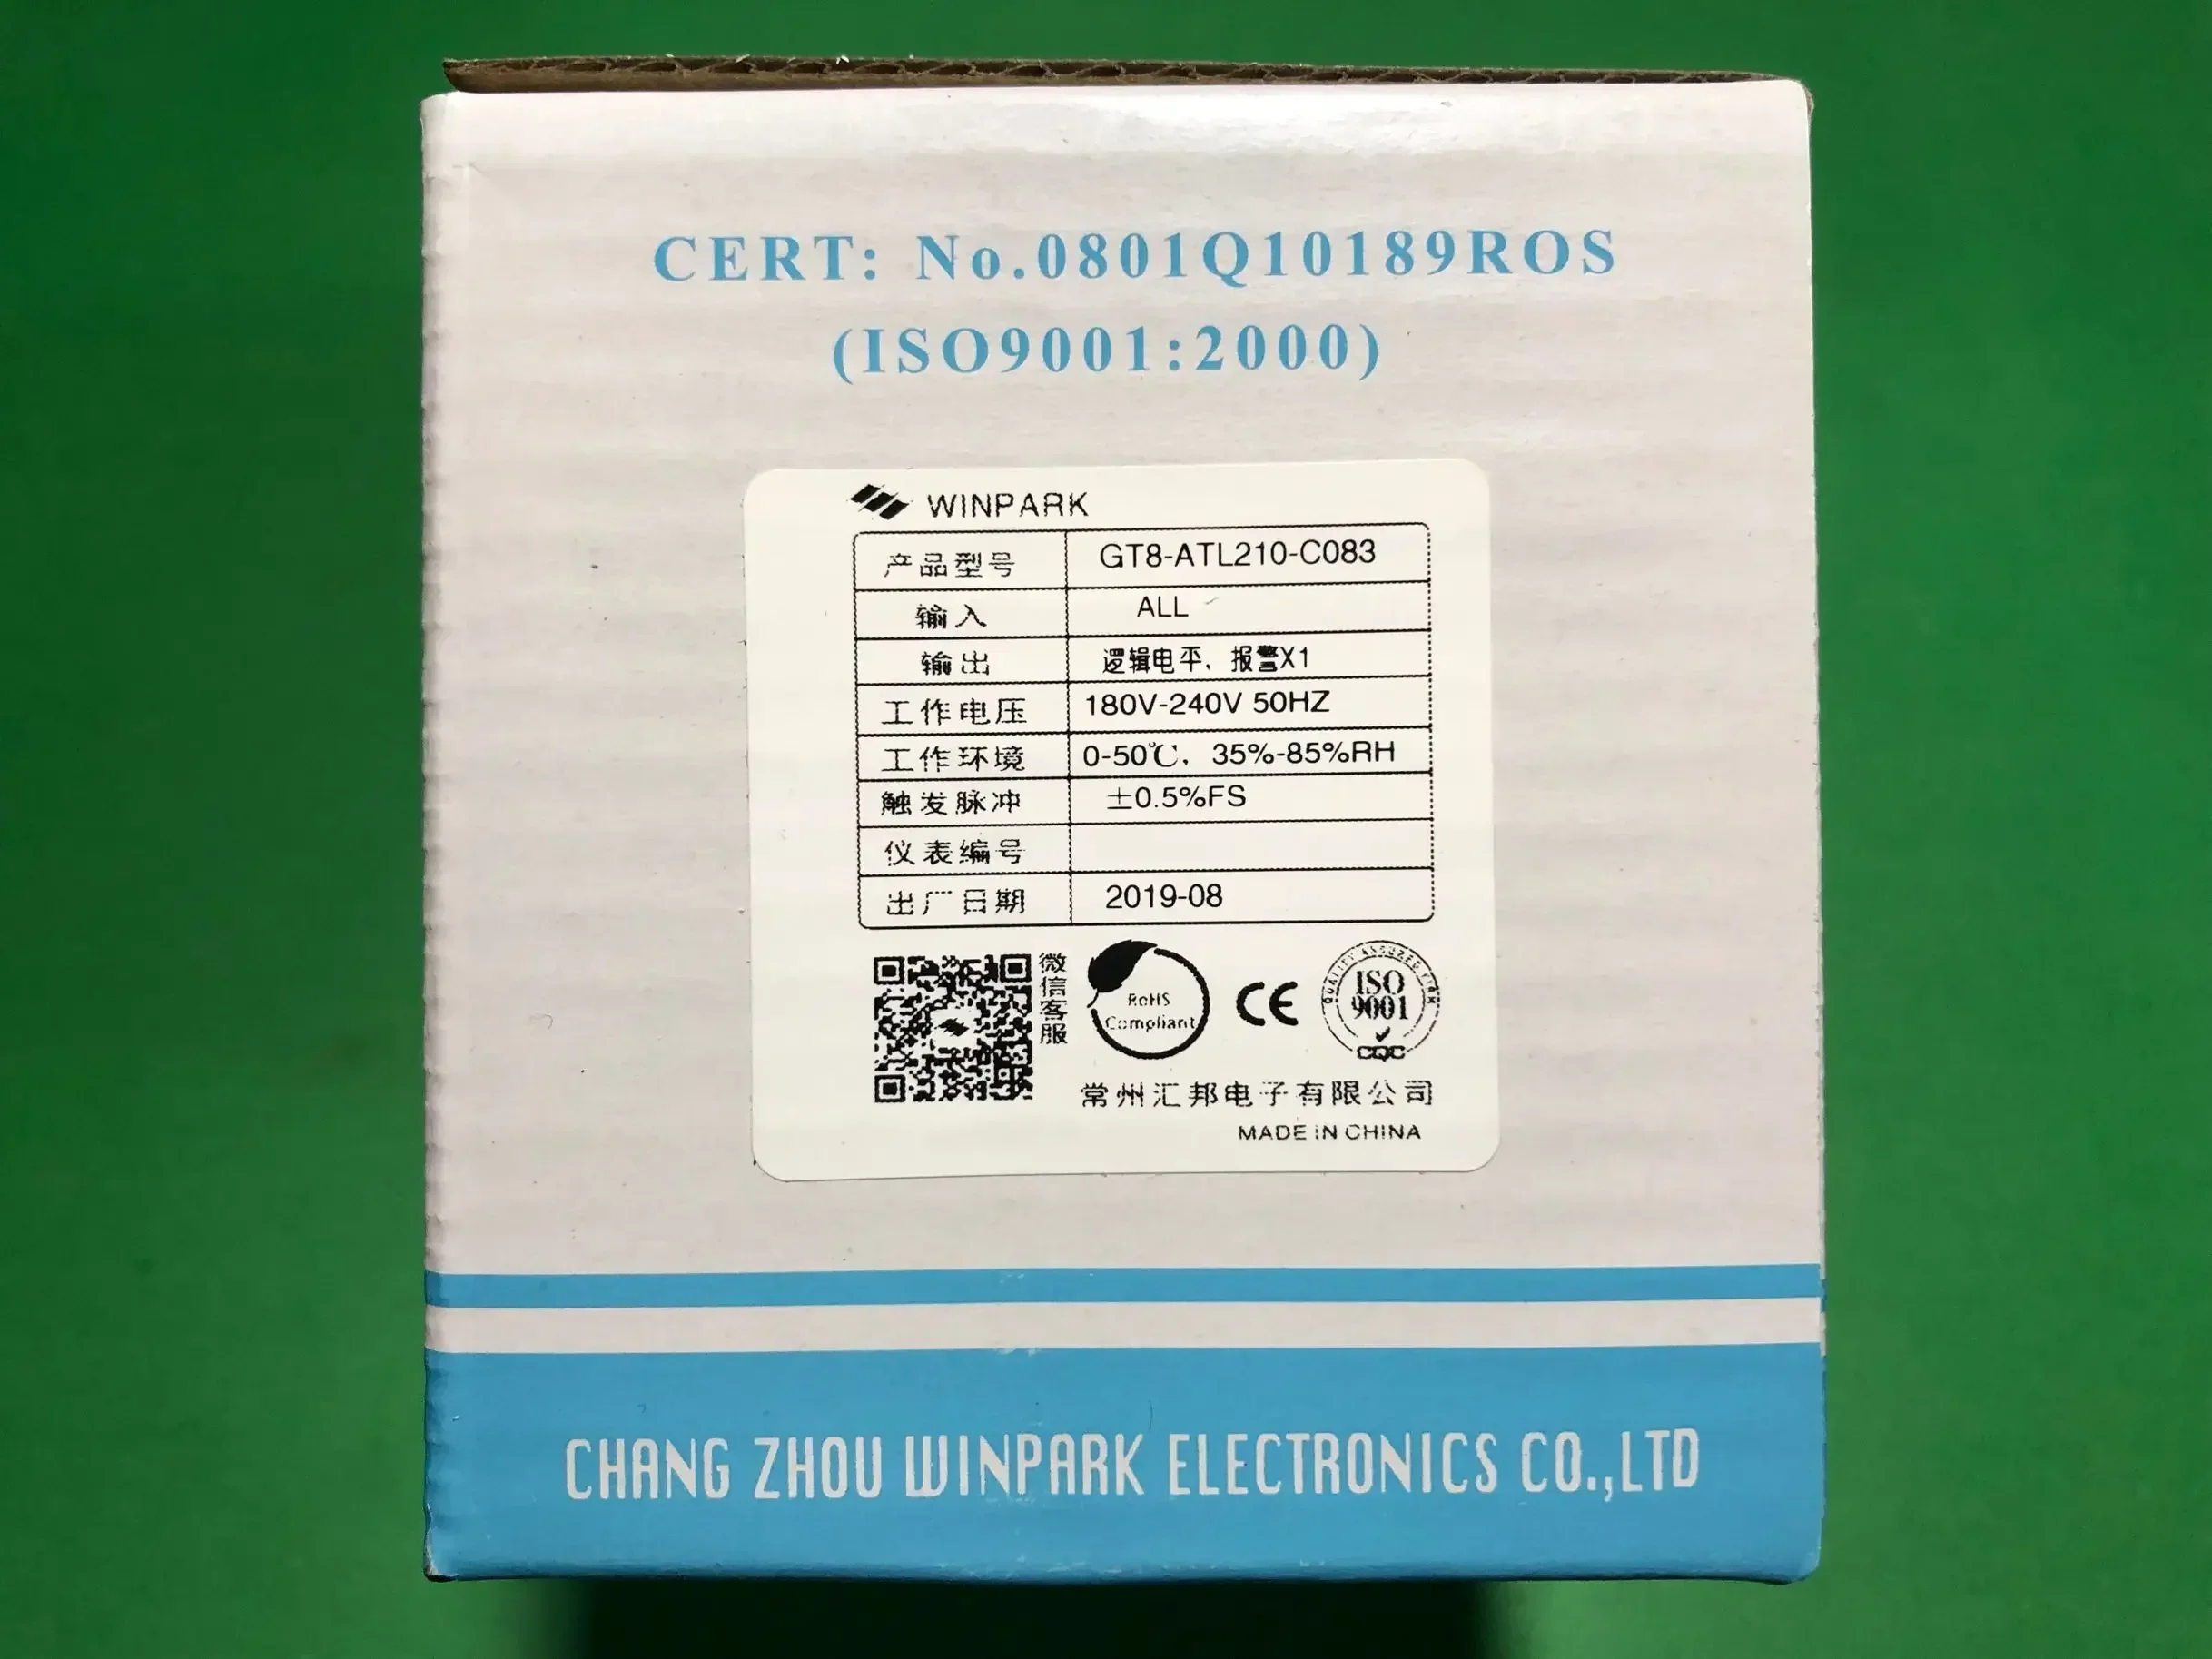 CERT: No.0801Q10189ROS
(ISO9001:2000)
WINPARK
产品型号 GT8-ATL210-C083
输入 ALL
输出 逻辑电平, 报警X1
工作电压 180V-240V 50HZ
工作环境 0-50℃, 35%-85%RH
触发脉冲 ±0.5%FS
仪表编号
出厂日期 2019-08
微信客服
RoHS
Compliant
CE
QUALITY ASSURED FIRM
ISO
9001
CQC
常州汇邦电子有限公司
MADE IN CHINA
CHANG ZHOU WINPARK ELECTRONICS CO.,LTD